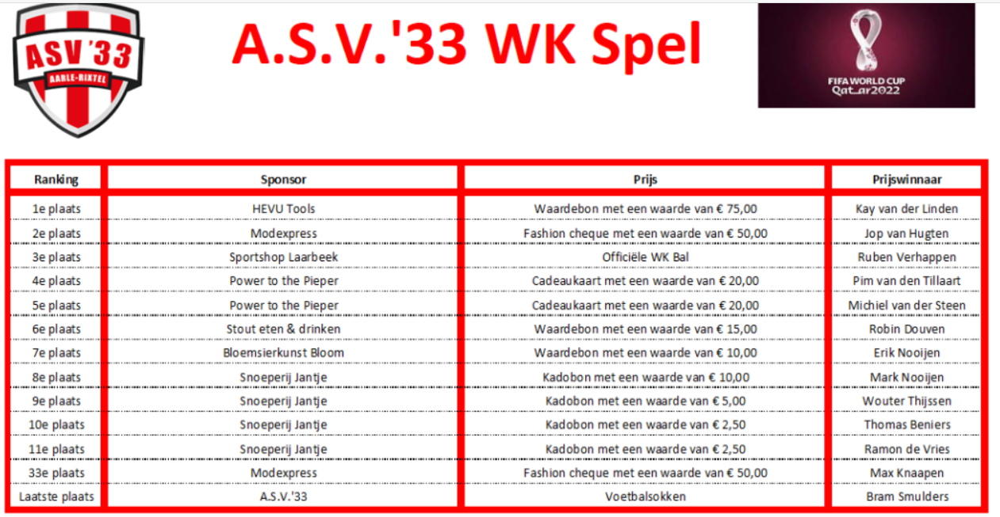 ASV '33
AARLE-RIXTEL
A.S.V.'33 WK Spel
FIFA WORLD CUP
Qatar2022
Ranking Sponsor Prijs Prijswinnaar
1e plaats HEVU Tools Waardebon met een waarde van € 75,00 Kay van der Linden
2e plaats Modexpress Fashion cheque met een waarde van € 50,00 Jop van Hugten
3e plaats Sportshop Laarbeek Officiële WK Bal Ruben Verhappen
4e plaats Power to the Pieper Cadeaukaart met een waarde van € 20,00 Pim van den Tillaart
5e plaats Power to the Pieper Cadeaukaart met een waarde van € 20,00 Michiel van der Steen
6e plaats Stout eten & drinken Waardebon met een waarde van € 15,00 Robin Douven
7e plaats Bloemsierkunst Bloom Waardebon met een waarde van € 10,00 Erik Nooijen
8e plaats Snoeperij Jantje Kadobon met een waarde van € 10,00 Mark Nooijen
9e plaats Snoeperij Jantje Kadobon met een waarde van € 5,00 Wouter Thijssen
10e plaats Snoeperij Jantje Kadobon met een waarde van € 2,50 Thomas Beniers
11e plaats Snoeperij Jantje Kadobon met een waarde van € 2,50 Ramon de Vries
33e plaats Modexpress Fashion cheque met een waarde van € 50,00 Max Knaapen
Laatste plaats A.S.V.'33 Voetbalsokken Bram Smulders